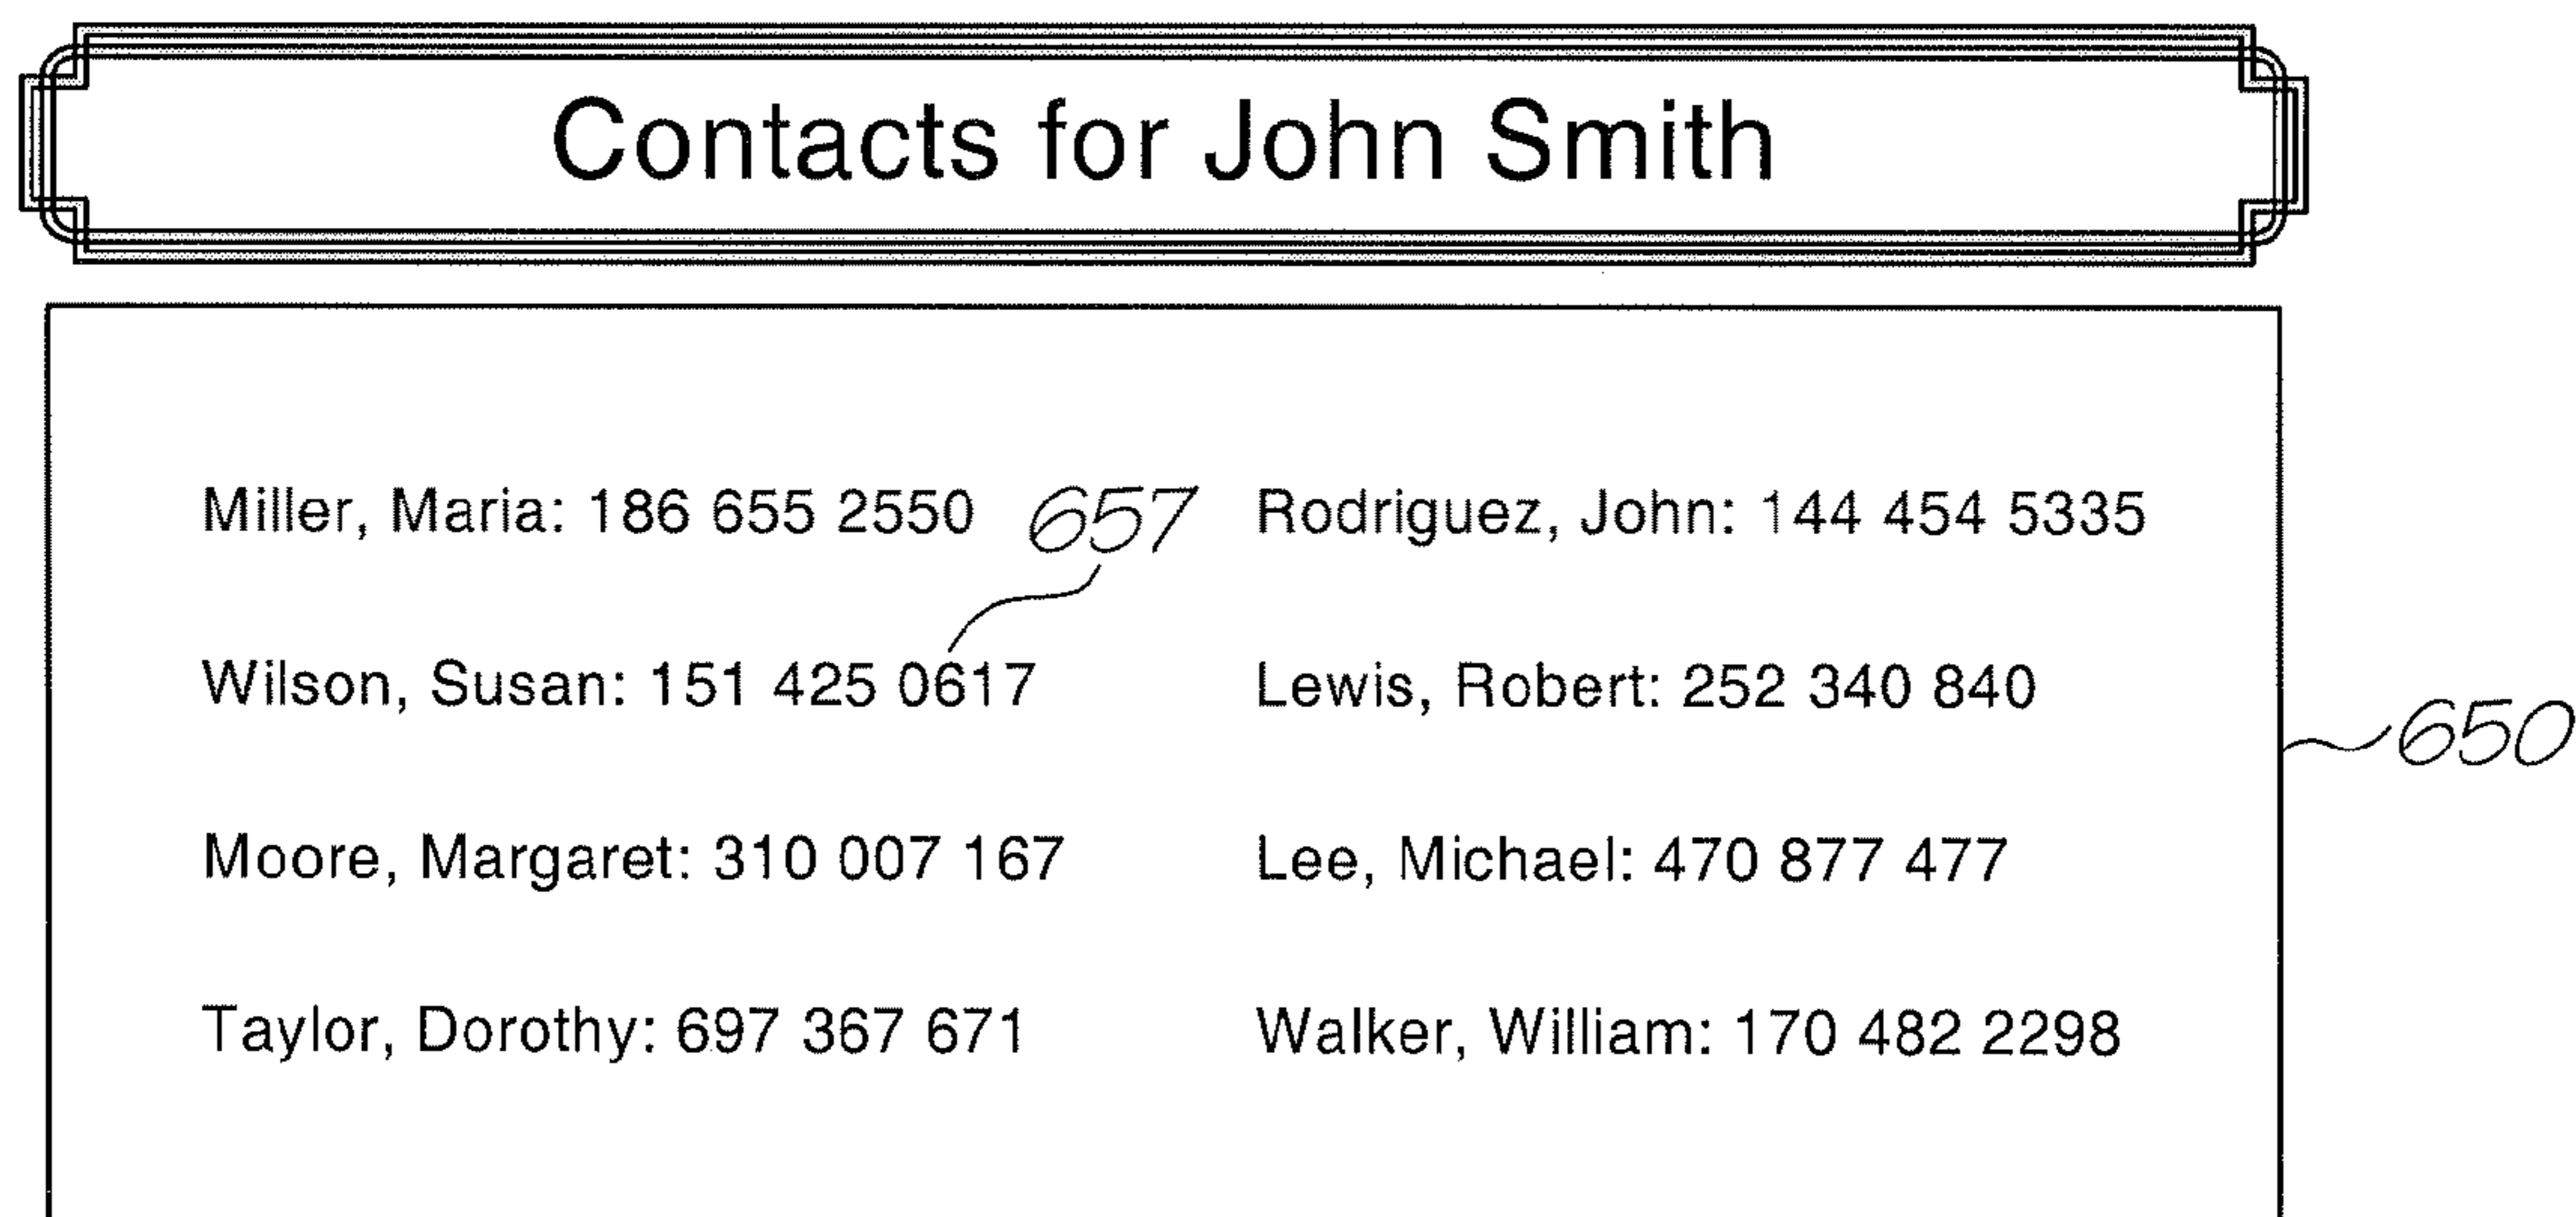 Contacts for John Smith
Miller, Maria: 186 655 2550
657
Rodriguez, John: 144 454 5335
Wilson, Susan: 151 425 0617
Lewis, Robert: 252 340 840
650
Moore, Margaret: 310 007 167
Lee, Michael: 470 877 477
Taylor, Dorothy: 697 367 671
Walker, William: 170 482 2298